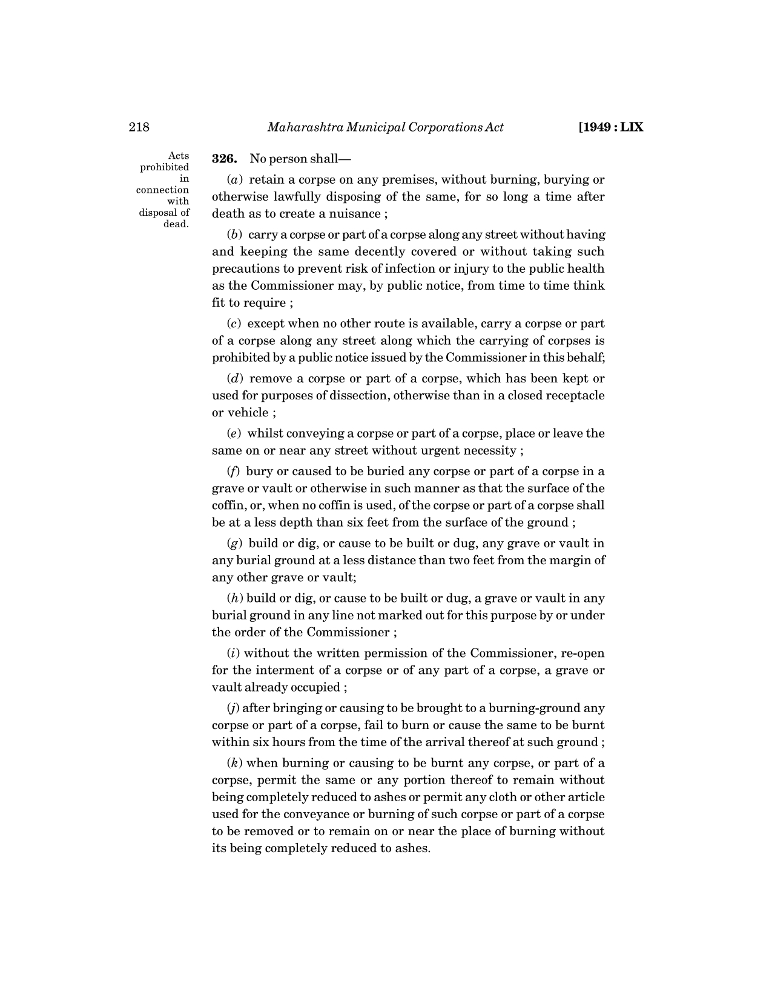 218 Maharashtra Municipal Corporations Act [1949 : LIX
Acts
prohibited
in
connection
with
disposal of
dead.
326. No person shall—
(a) retain a corpse on any premises, without burning, burying or
otherwise lawfully disposing of the same, for so long a time after
death as to create a nuisance ;
(b) carry a corpse or part of a corpse along any street without having
and keeping the same decently covered or without taking such
precautions to prevent risk of infection or injury to the public health
as the Commissioner may, by public notice, from time to time think
fit to require ;
(c) except when no other route is available, carry a corpse or part
of a corpse along any street along which the carrying of corpses is
prohibited by a public notice issued by the Commissioner in this behalf;
(d) remove a corpse or part of a corpse, which has been kept or
used for purposes of dissection, otherwise than in a closed receptacle
or vehicle ;
(e) whilst conveying a corpse or part of a corpse, place or leave the
same on or near any street without urgent necessity ;
(f) bury or caused to be buried any corpse or part of a corpse in a
grave or vault or otherwise in such manner as that the surface of the
coffin, or, when no coffin is used, of the corpse or part of a corpse shall
be at a less depth than six feet from the surface of the ground ;
(g) build or dig, or cause to be built or dug, any grave or vault in
any burial ground at a less distance than two feet from the margin of
any other grave or vault;
(h) build or dig, or cause to be built or dug, a grave or vault in any
burial ground in any line not marked out for this purpose by or under
the order of the Commissioner ;
(i) without the written permission of the Commissioner, re-open
for the interment of a corpse or of any part of a corpse, a grave or
vault already occupied ;
(j) after bringing or causing to be brought to a burning-ground any
corpse or part of a corpse, fail to burn or cause the same to be burnt
within six hours from the time of the arrival thereof at such ground ;
(k) when burning or causing to be burnt any corpse, or part of a
corpse, permit the same or any portion thereof to remain without
being completely reduced to ashes or permit any cloth or other article
used for the conveyance or burning of such corpse or part of a corpse
to be removed or to remain on or near the place of burning without
its being completely reduced to ashes.